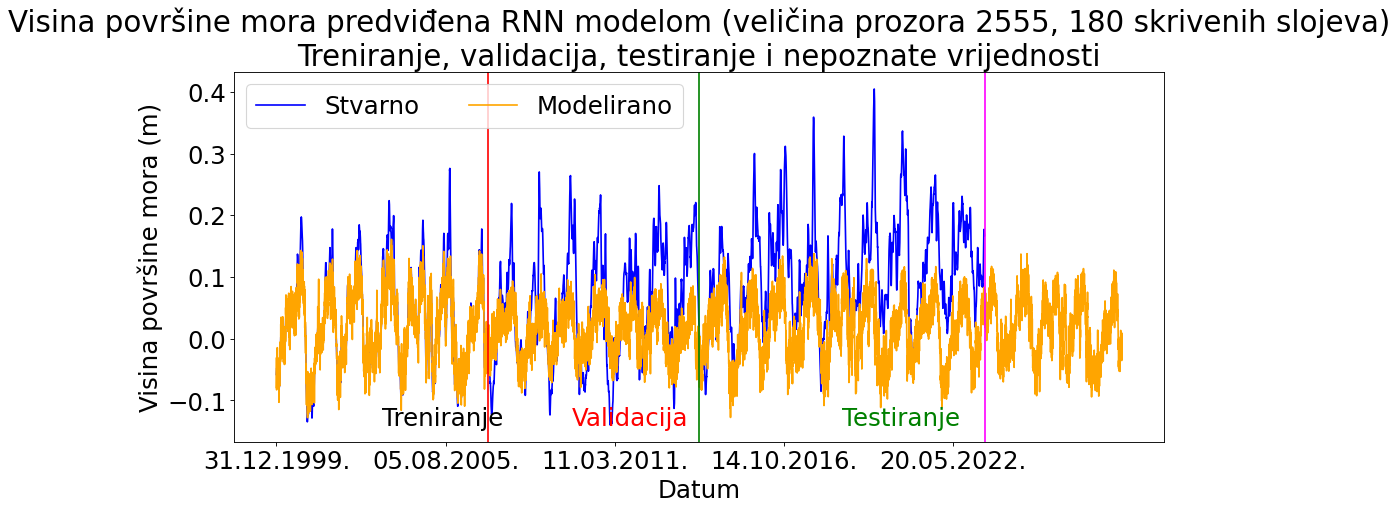 Visina površine mora predviđena RNN modelom (veličina prozora 2555, 180 skrivenih slojeva)
Treniranje, validacija, testiranje i nepoznate vrijednosti
Stvarno
Modelirano
Visina površine mora (m)
0.4
0.3
0.2
0.1
0.0
−0.1
Treniranje
Validacija
Testiranje
31.12.1999.
05.08.2005.
11.03.2011.
14.10.2016.
20.05.2022.
Datum